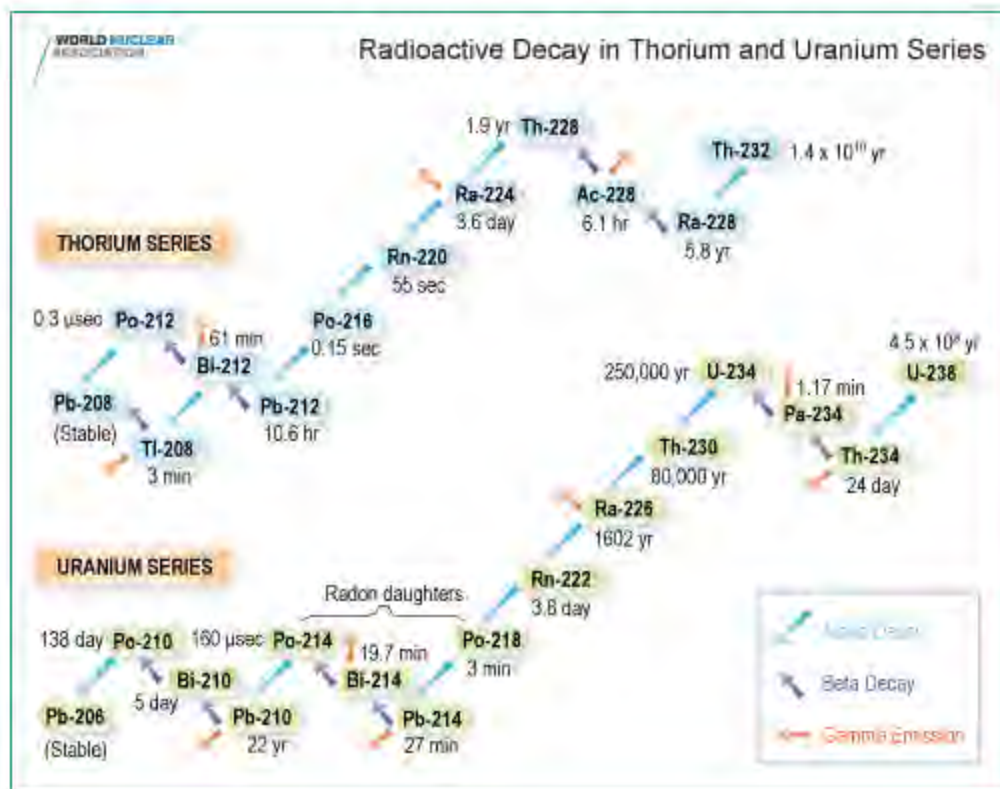 WORLD NUCLEAR
ASSOCIATION
Radioactive Decay in Thorium and Uranium Series
1.9 yr Th-228
Th-232 1.4 x 10¹⁰ yr
Ra-224
3.6 day
Ac-228
6.1 hr
Ra-228
5.8 yr
THORIUM SERIES
Rn-220
55 sec
0.3 µsec Po-212
61 min
Bi-212
Po-216
0.15 sec
Pb-208
(Stable)
Pb-212
10.6 hr
Tl-208
3 min
4.5 x 10⁹ yr
U-238
250,000 yr U-234
1.17 min
Pa-234
Th-230
80,000 yr
Th-234
24 day
Ra-226
1602 yr
URANIUM SERIES
Rn-222
3.8 day
Radon daughters
138 day Po-210
160 µsec Po-214
19.7 min
Po-218
3 min
Bi-210
5 day
Bi-214
Pb-206
(Stable)
Pb-210
22 yr
Pb-214
27 min
Decay
Beta Decay
Gamma Emission